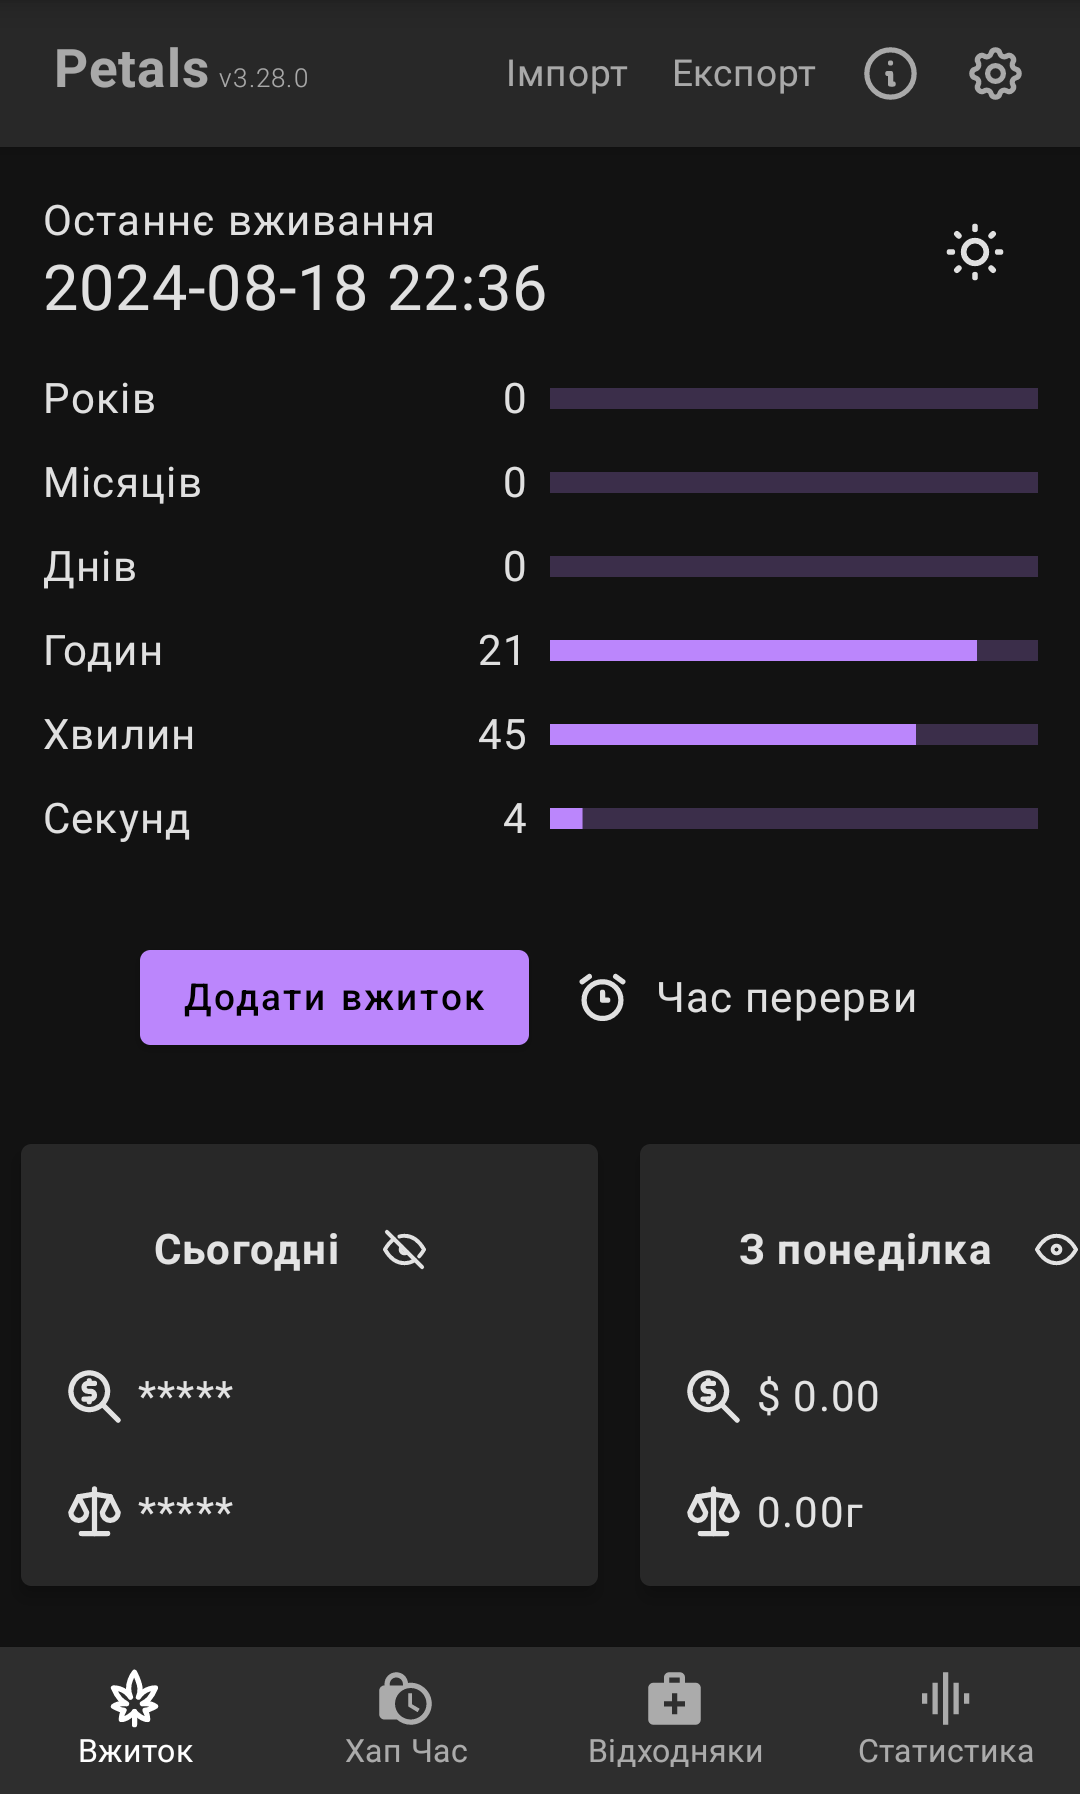 Petals v3.28.0 Імпорт Експорт
Останнє вживання
2024-08-18 22:36
Років 0
Місяців 0
Днів 0
Годин 21
Хвилин 45
Секунд 4
Додати вжиток Час перерви
Сьогодні З понеділка
***** $ 0.00
***** 0.00г
Вжиток Хап Час Відходняки Статистика